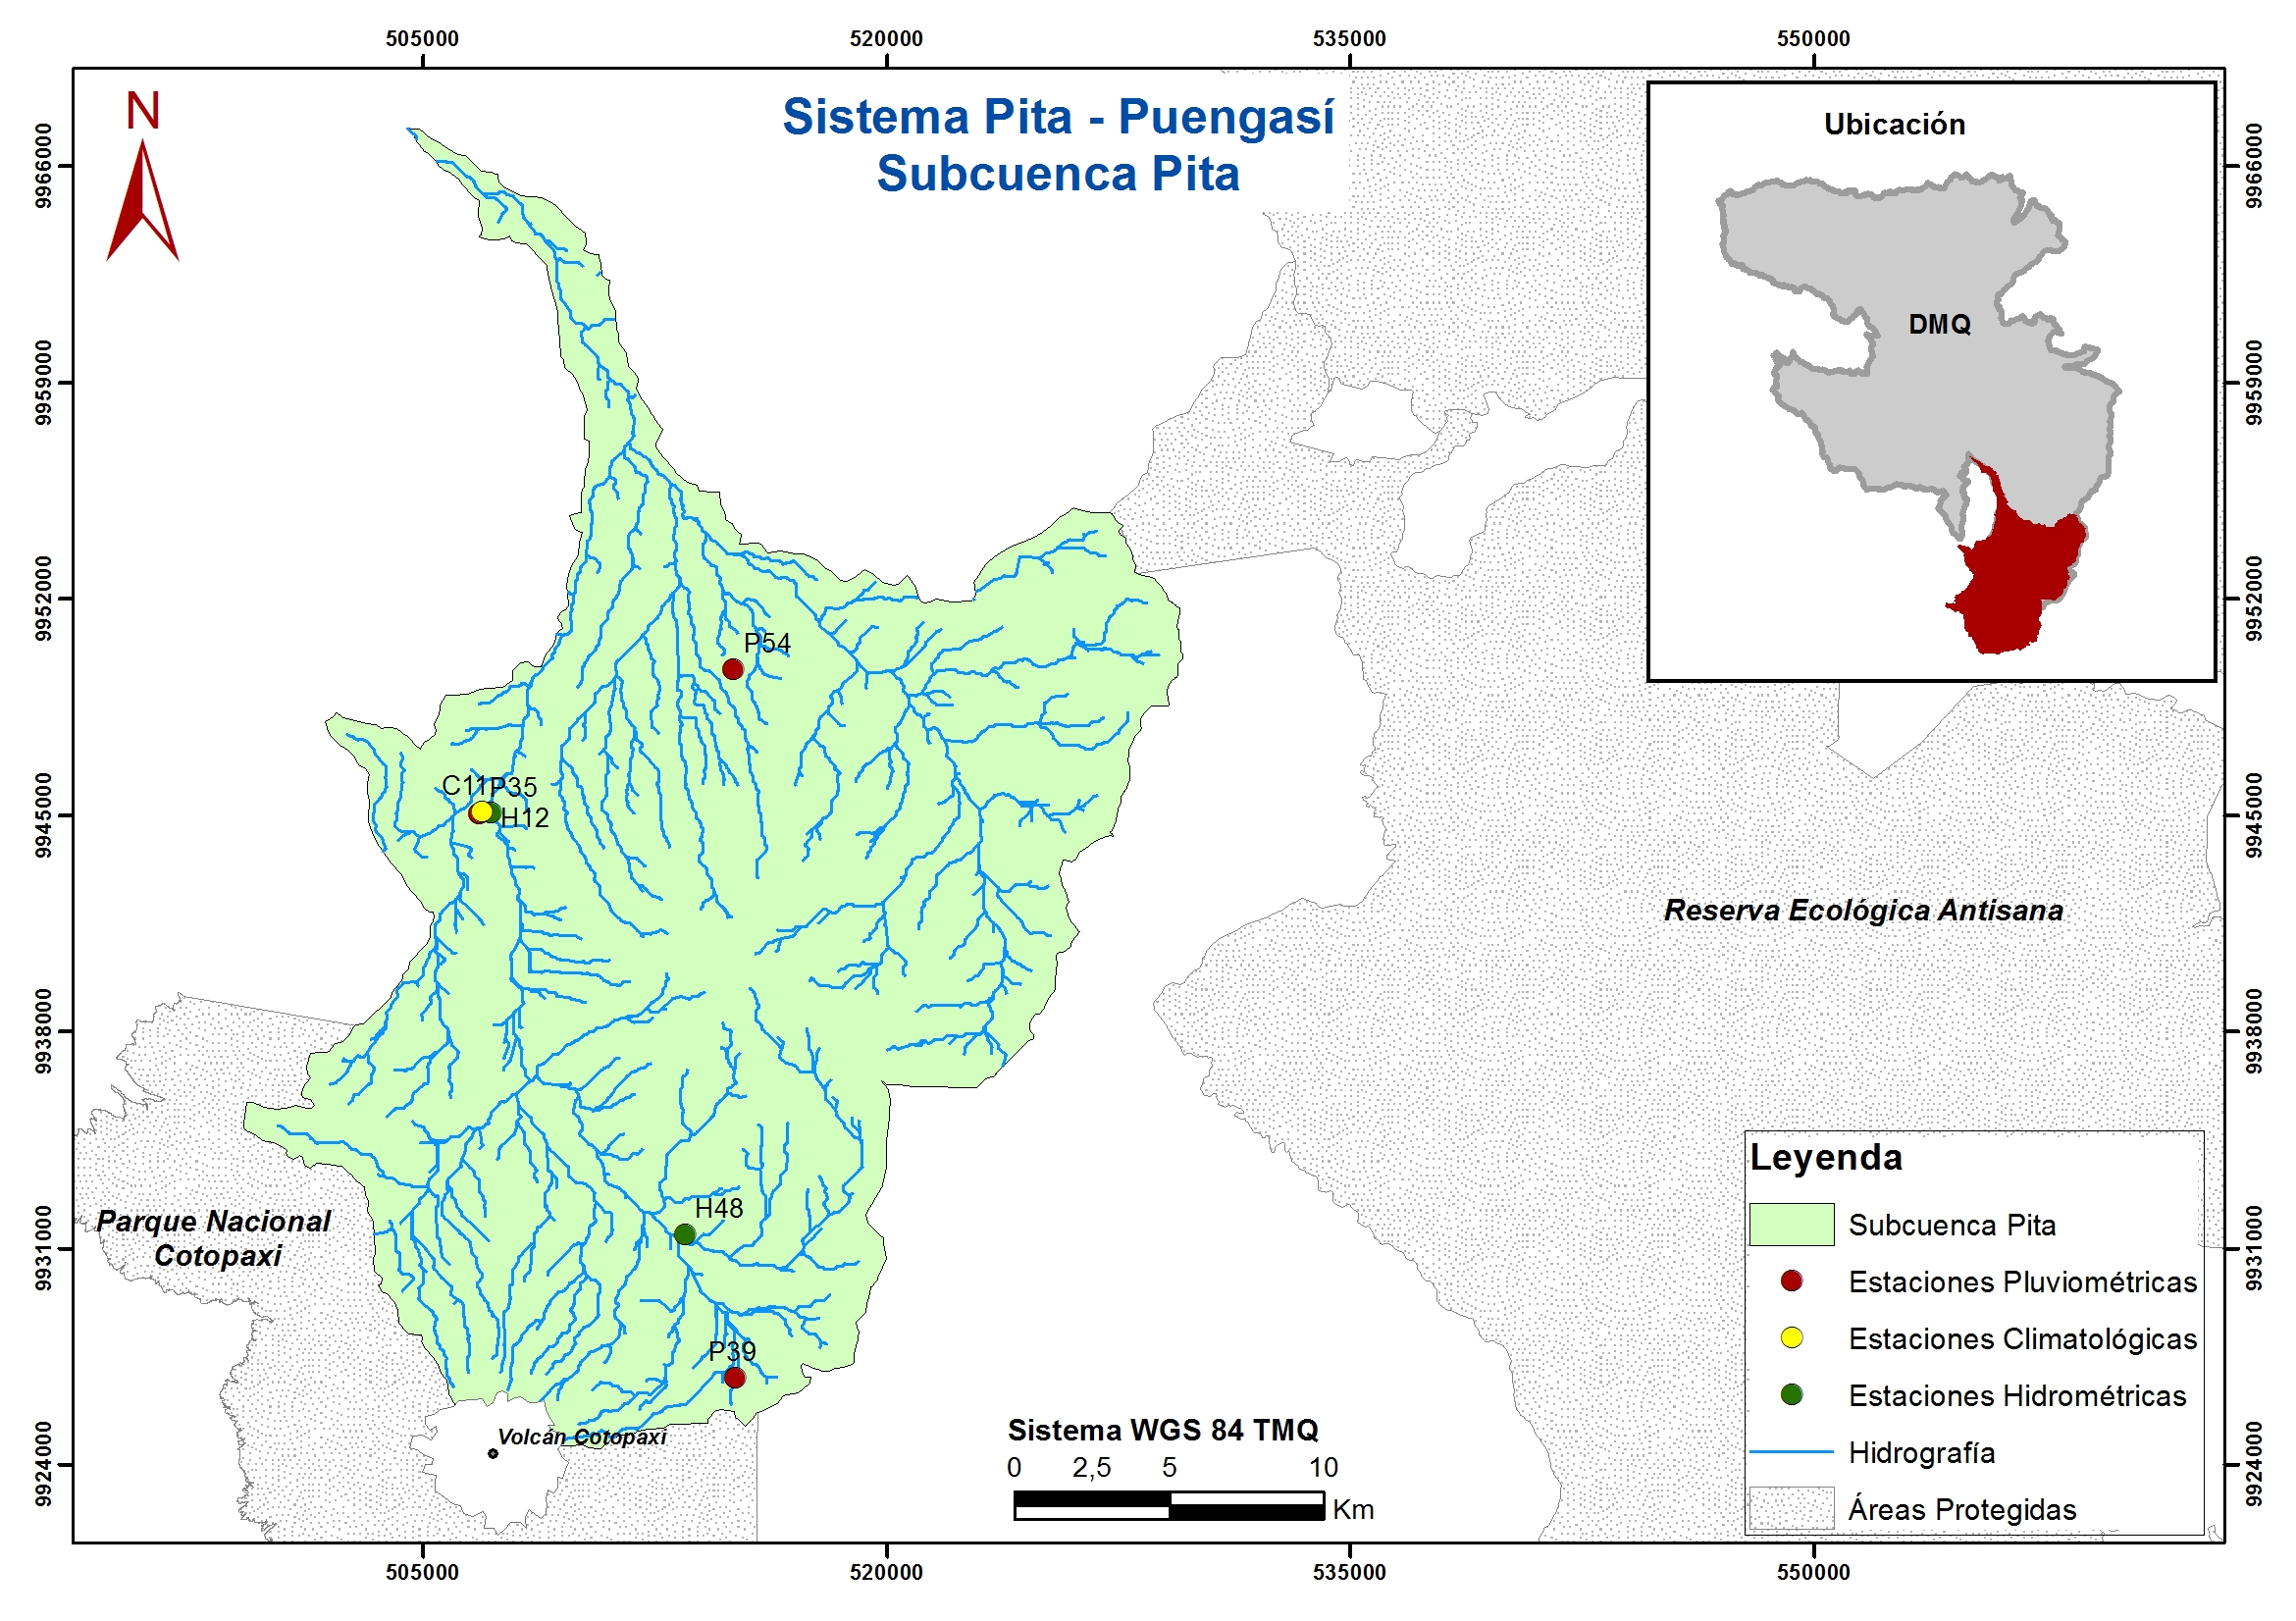 505000
520000
535000
550000
N
Sistema Pita - Puengasí
Subcuenca Pita
Ubicación
DMQ
9966000
9966000
9959000
9959000
9952000
9952000
P54
C11
P35
H12
9945000
9945000
Reserva Ecológica Antisana
9938000
9938000
Parque Nacional
Cotopaxi
H48
9931000
9931000
P39
Volcán Cotopaxi
9924000
9924000
Leyenda
Subcuenca Pita
Estaciones Pluviométricas
Estaciones Climatológicas
Estaciones Hidrométricas
Hidrografía
Áreas Protegidas
Sistema WGS 84 TMQ
0 2,5 5 10
Km
505000
520000
535000
550000